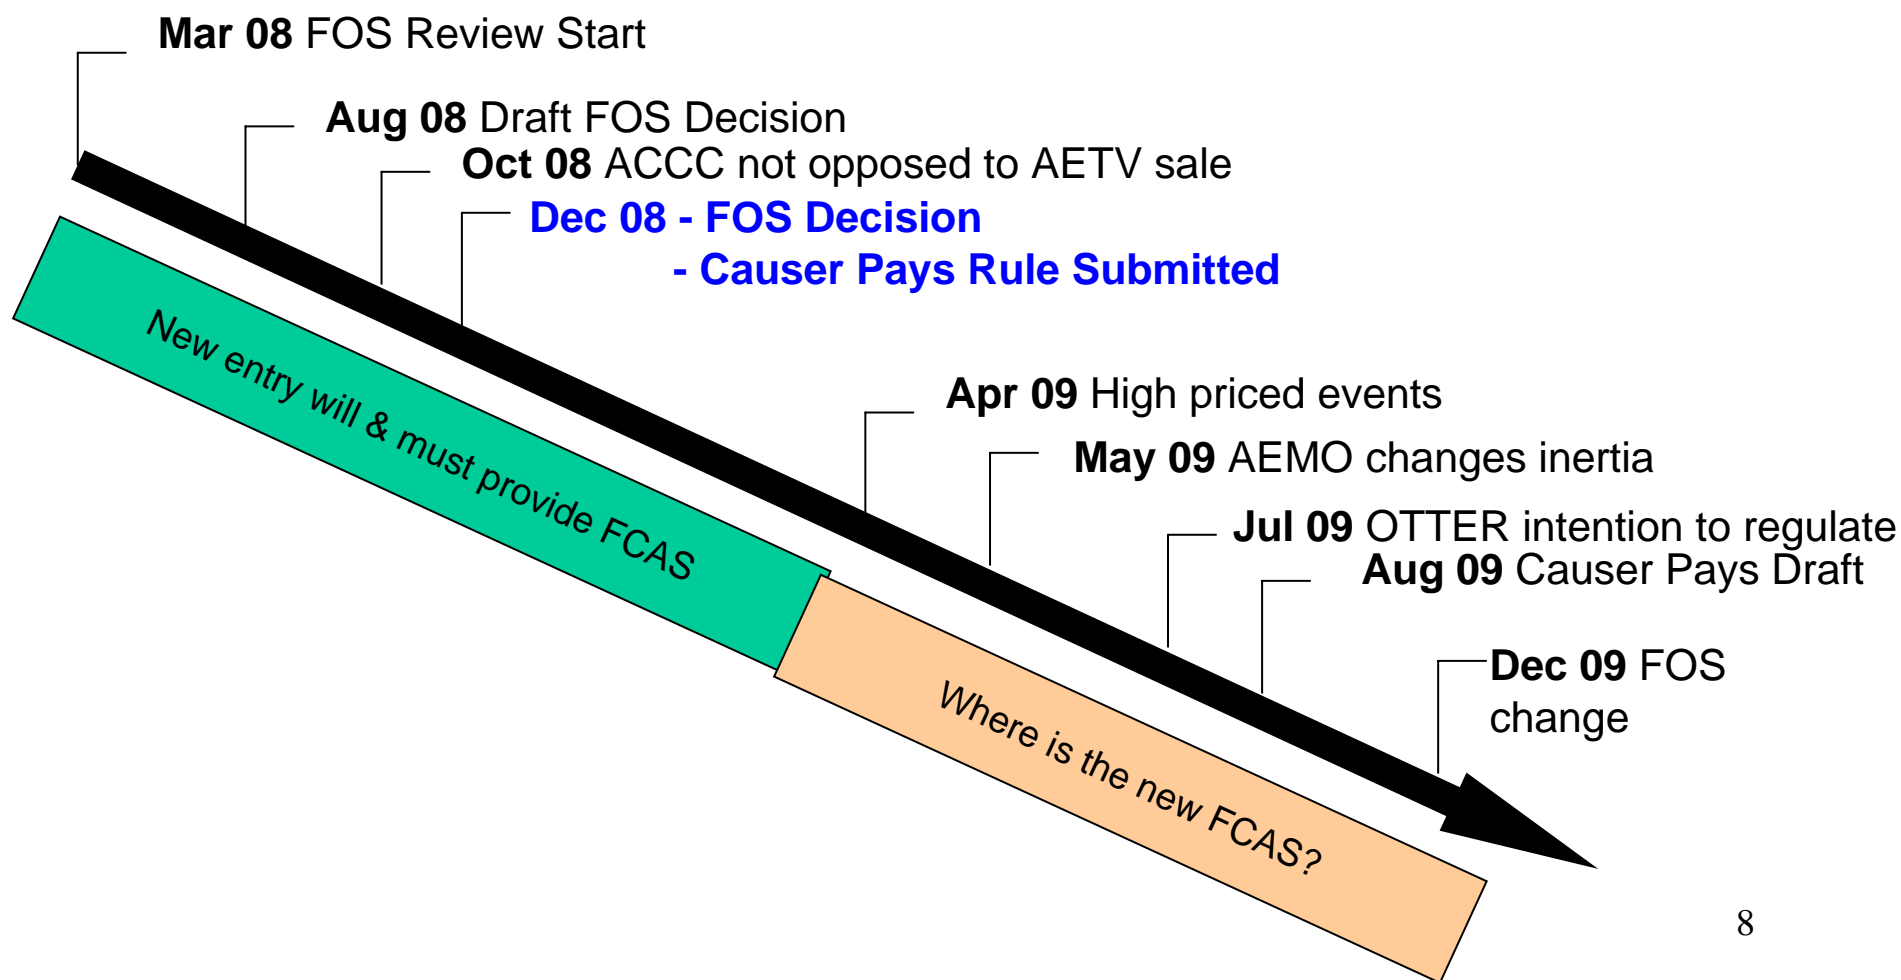 Mar 08 FOS Review Start
Aug 08 Draft FOS Decision
Oct 08 ACCC not opposed to AETV sale
Dec 08 - FOS Decision
- Causer Pays Rule Submitted
New entry will & must provide FCAS
Apr 09 High priced events
May 09 AEMO changes inertia
Jul 09 OTTER intention to regulate
Aug 09 Causer Pays Draft
Dec 09 FOS
change
Where is the new FCAS?
8